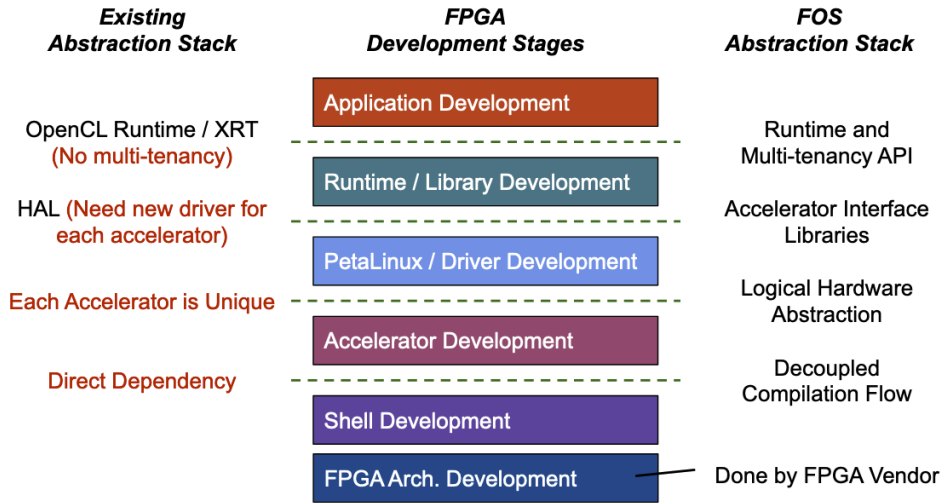 Existing
Abstraction Stack
FPGA
Development Stages
FOS
Abstraction Stack
Application Development
OpenCL Runtime / XRT
(No multi-tenancy)
Runtime and
Multi-tenancy API
Runtime / Library Development
HAL (Need new driver for
each accelerator)
Accelerator Interface
Libraries
PetaLinux / Driver Development
Each Accelerator is Unique
Logical Hardware
Abstraction
Accelerator Development
Direct Dependency
Decoupled
Compilation Flow
Shell Development
FPGA Arch. Development
Done by FPGA Vendor